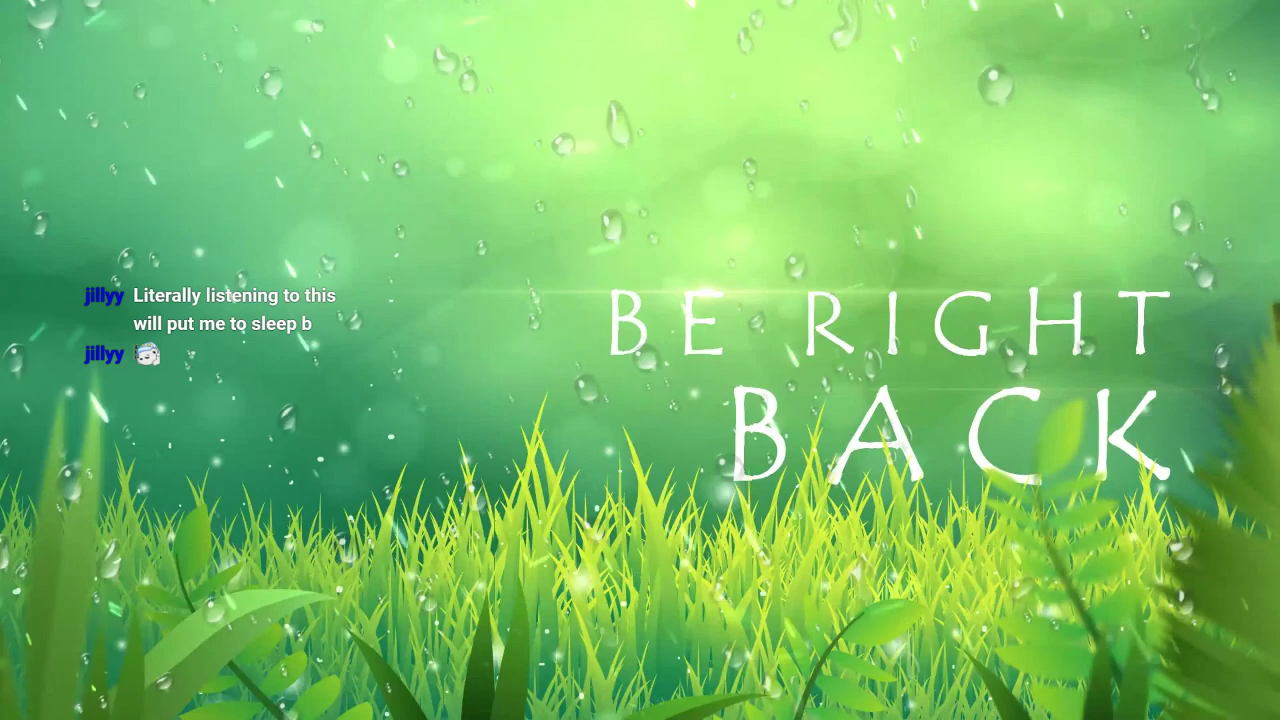 jillyy Literally listening to this
will put me to sleep b
jillyy
BE RIGHT
BACK